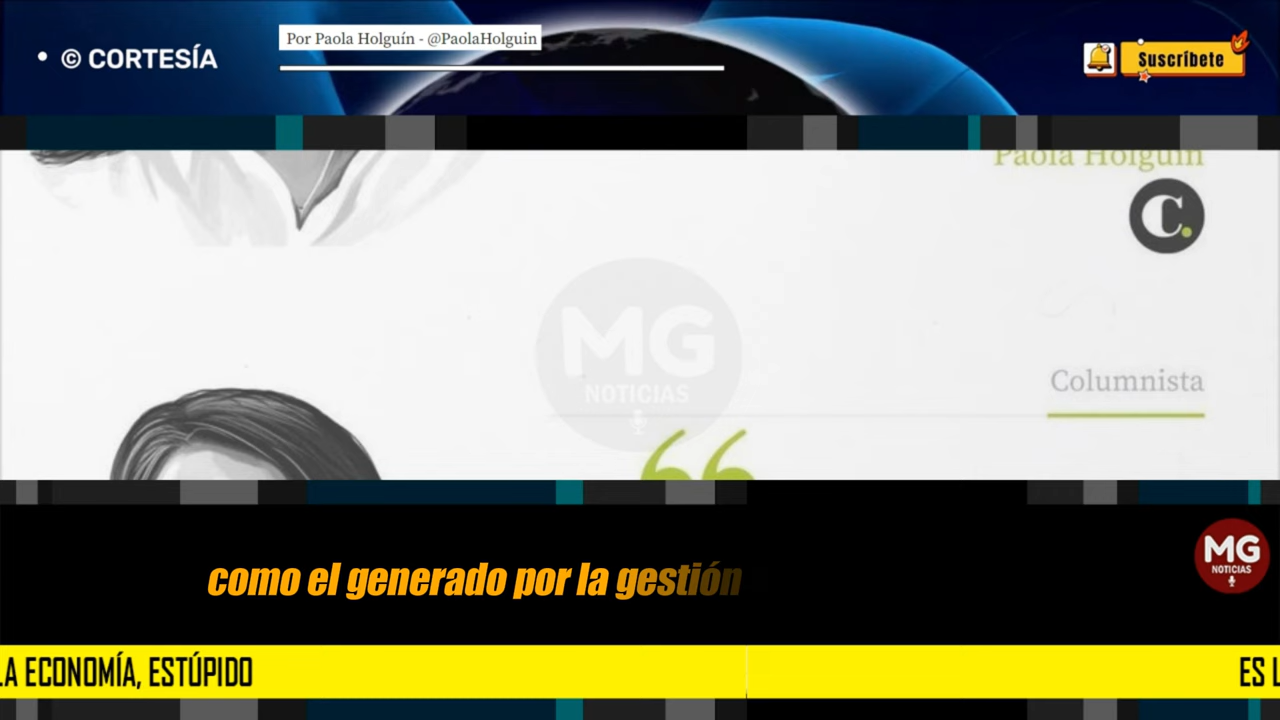 Por Paola Holguín - @PaolaHolguin
• © CORTESÍA
Suscríbete
Paola Holguín
C.
Columnista
MG
NOTICIAS
“
como el generado por la gestión
MG
NOTICIAS
LA ECONOMÍA, ESTÚPIDO
ES L